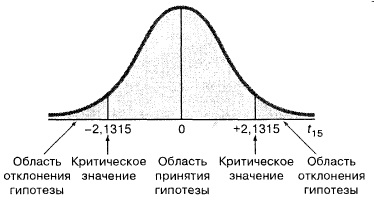 −2,1315 0 +2,1315 t15
Область Критическое Область Критическое Область
отклонения значение принятия значение отклонения
гипотезы гипотезы гипотезы